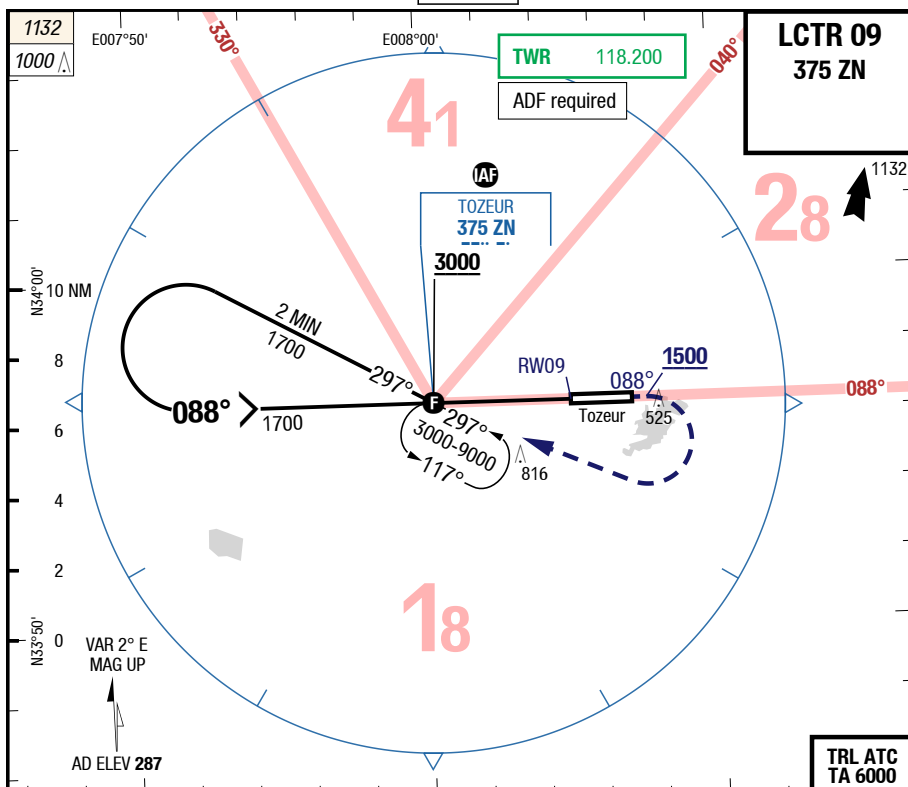 1132
1000
E007°50'
E008°00'
330°
040°
TWR 118.200
ADF required
LCTR 09
375 ZN
41
28
1132
IAF
TOZEUR
375 ZN
3000
N34°00'
10 NM
8
6
4
2
0
N33°50'
2 MIN
1700
297°
088°
1700
F
297°
3000-9000
117°
RW09
088°
1500
Tozeur
525
816
088°
18
VAR 2° E
MAG UP
AD ELEV 287
TRL ATC
TA 6000